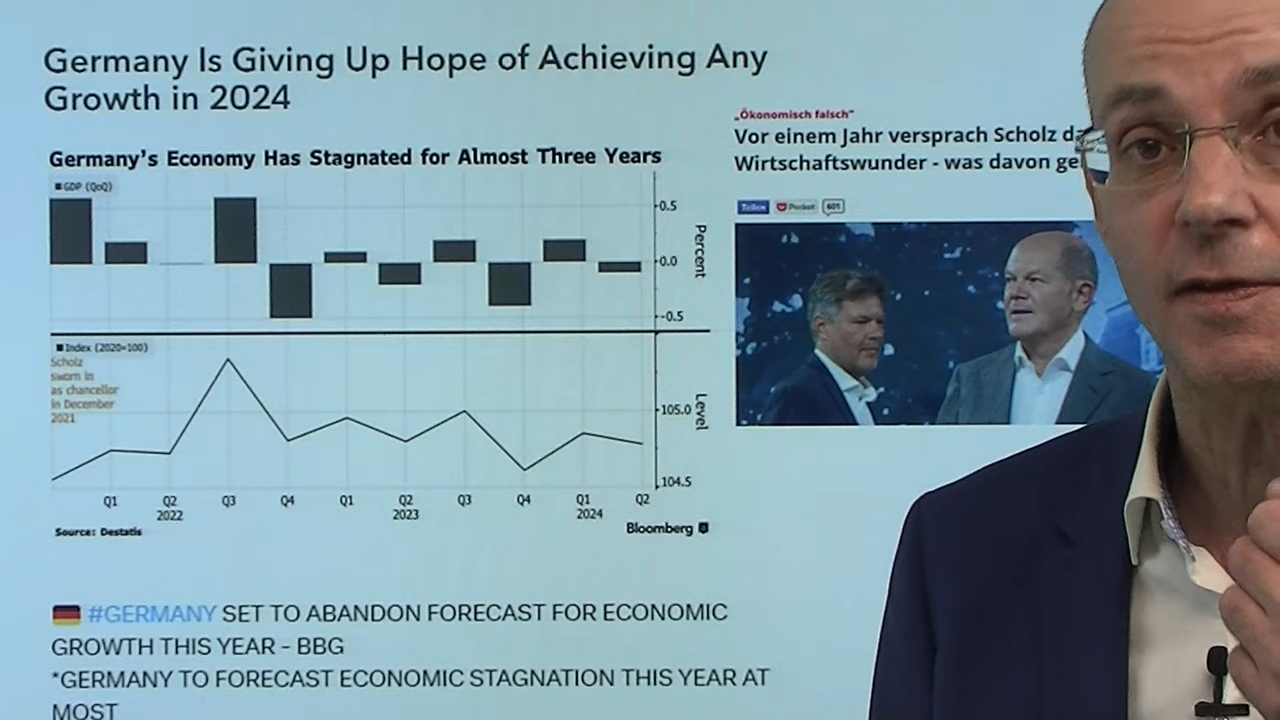 Germany Is Giving Up Hope of Achieving Any
Growth in 2024
Germany's Economy Has Stagnated for Almost Three Years
GDP (QoQ)
0.5
0.0
-0.5
Percent
Index (2020=100)
Scholz
sworn in
as chancellor
in December
2021
105.0
104.5
Level
Q1 Q2 Q3 Q4 Q1 Q2 Q3 Q4 Q1 Q2
2022 2023 2024
Source: Destatis
Bloomberg
„Ökonomisch falsch“
Vor einem Jahr versprach Scholz
Wirtschaftswunder - was davon
Teilen Pocket 601
#GERMANY SET TO ABANDON FORECAST FOR ECONOMIC
GROWTH THIS YEAR - BBG
*GERMANY TO FORECAST ECONOMIC STAGNATION THIS YEAR AT
MOST